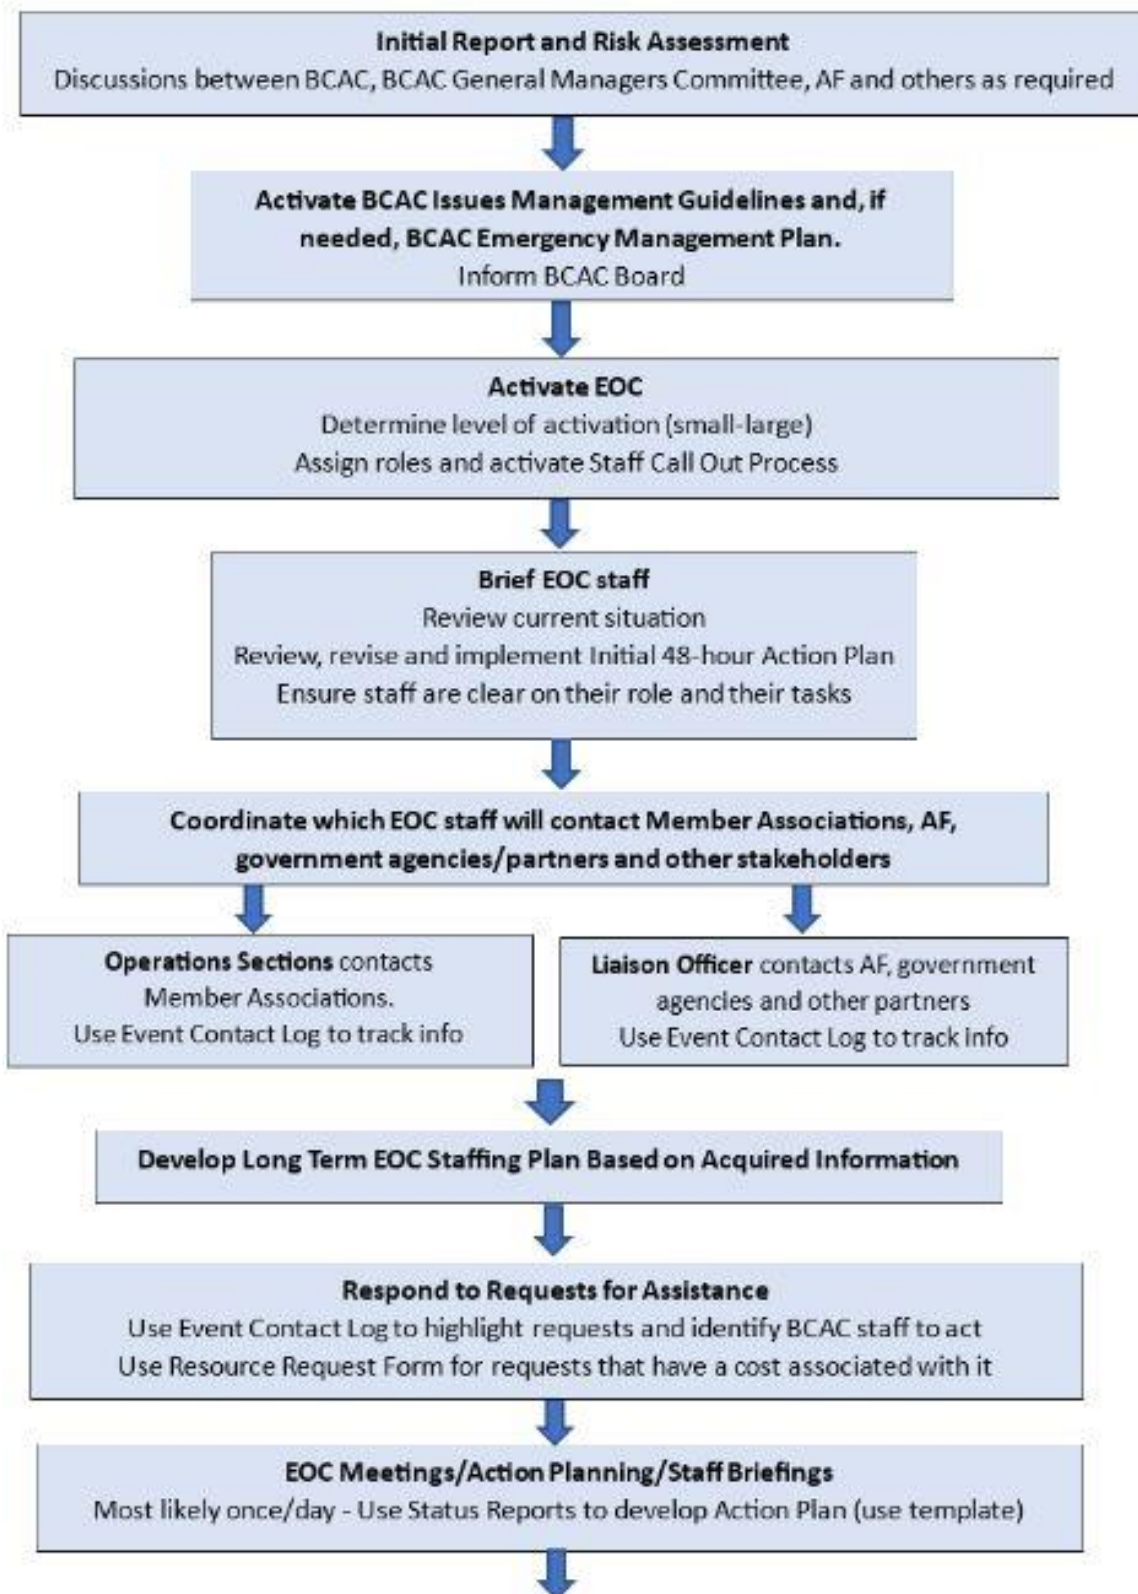 Initial Report and Risk Assessment
Discussions between BCAC, BCAC General Managers Committee, AF and others as required
Activate BCAC Issues Management Guidelines and, if
needed, BCAC Emergency Management Plan.
Inform BCAC Board
Activate EOC
Determine level of activation (small-large)
Assign roles and activate Staff Call Out Process
Brief EOC staff
Review current situation
Review, revise and implement Initial 48-hour Action Plan
Ensure staff are clear on their role and their tasks
Coordinate which EOC staff will contact Member Associations, AF,
government agencies/partners and other stakeholders
Operations Sections contacts
Member Associations.
Use Event Contact Log to track info
Liaison Officer contacts AF, government
agencies and other partners
Use Event Contact Log to track info
Develop Long Term EOC Staffing Plan Based on Acquired Information
Respond to Requests for Assistance
Use Event Contact Log to highlight requests and identify BCAC staff to act
Use Resource Request Form for requests that have a cost associated with it
EOC Meetings/Action Planning/Staff Briefings
Most likely once/day - Use Status Reports to develop Action Plan (use template)